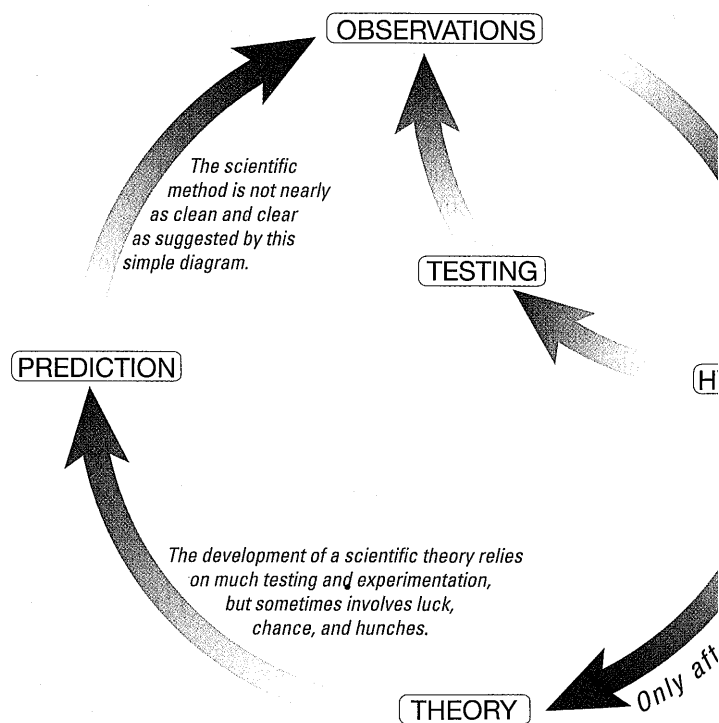 OBSERVATIONS
The scientific
method is not nearly
as clean and clear
as suggested by this
simple diagram.
TESTING
PREDICTION
H
The development of a scientific theory relies
on much testing and experimentation,
but sometimes involves luck,
chance, and hunches.
Only aft
THEORY